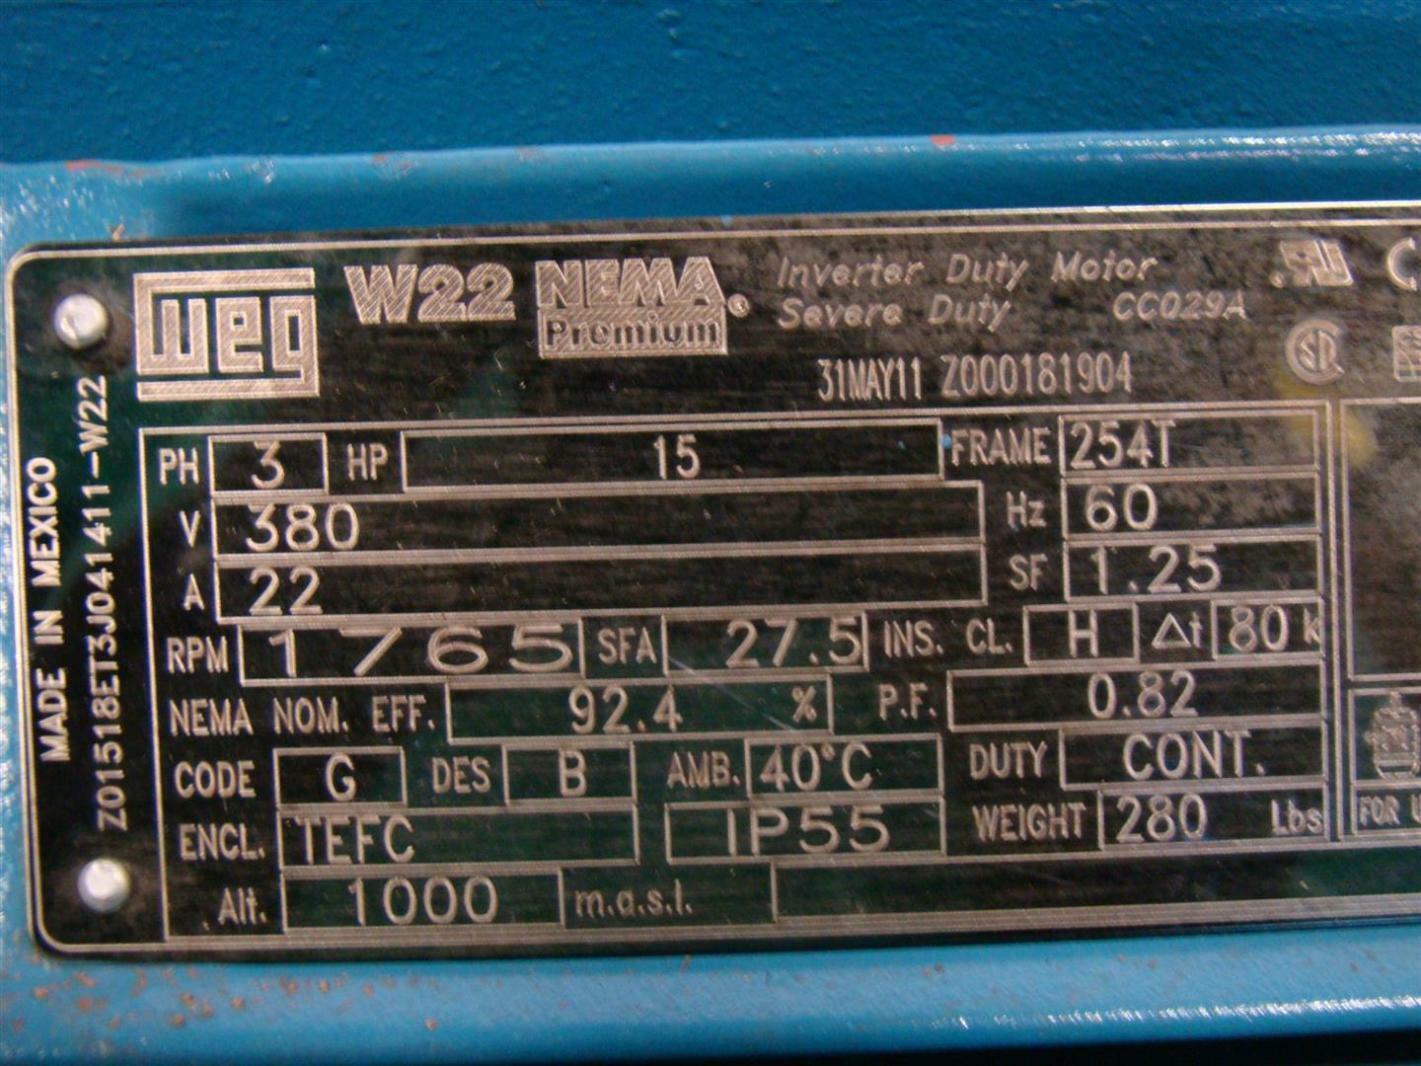 weg W22 NEMA Premium® Inverter Duty Motor
Severe Duty CC029A
31MAY11 Z000181904
MADE IN MEXICO
Z01518ET3J041411-W22
PH 3 HP 15 FRAME 254T
V 380 Hz 60
A 22 SF 1.25
RPM 1765 SFA 27.5 INS. CL. H Δt 80 k
NEMA NOM. EFF. 92.4 % P.F. 0.82
CODE G DES B AMB. 40°C DUTY CONT.
ENCL. TEFC IP55 WEIGHT 280 Lbs
Alt. 1000 m.a.s.l.
FOR